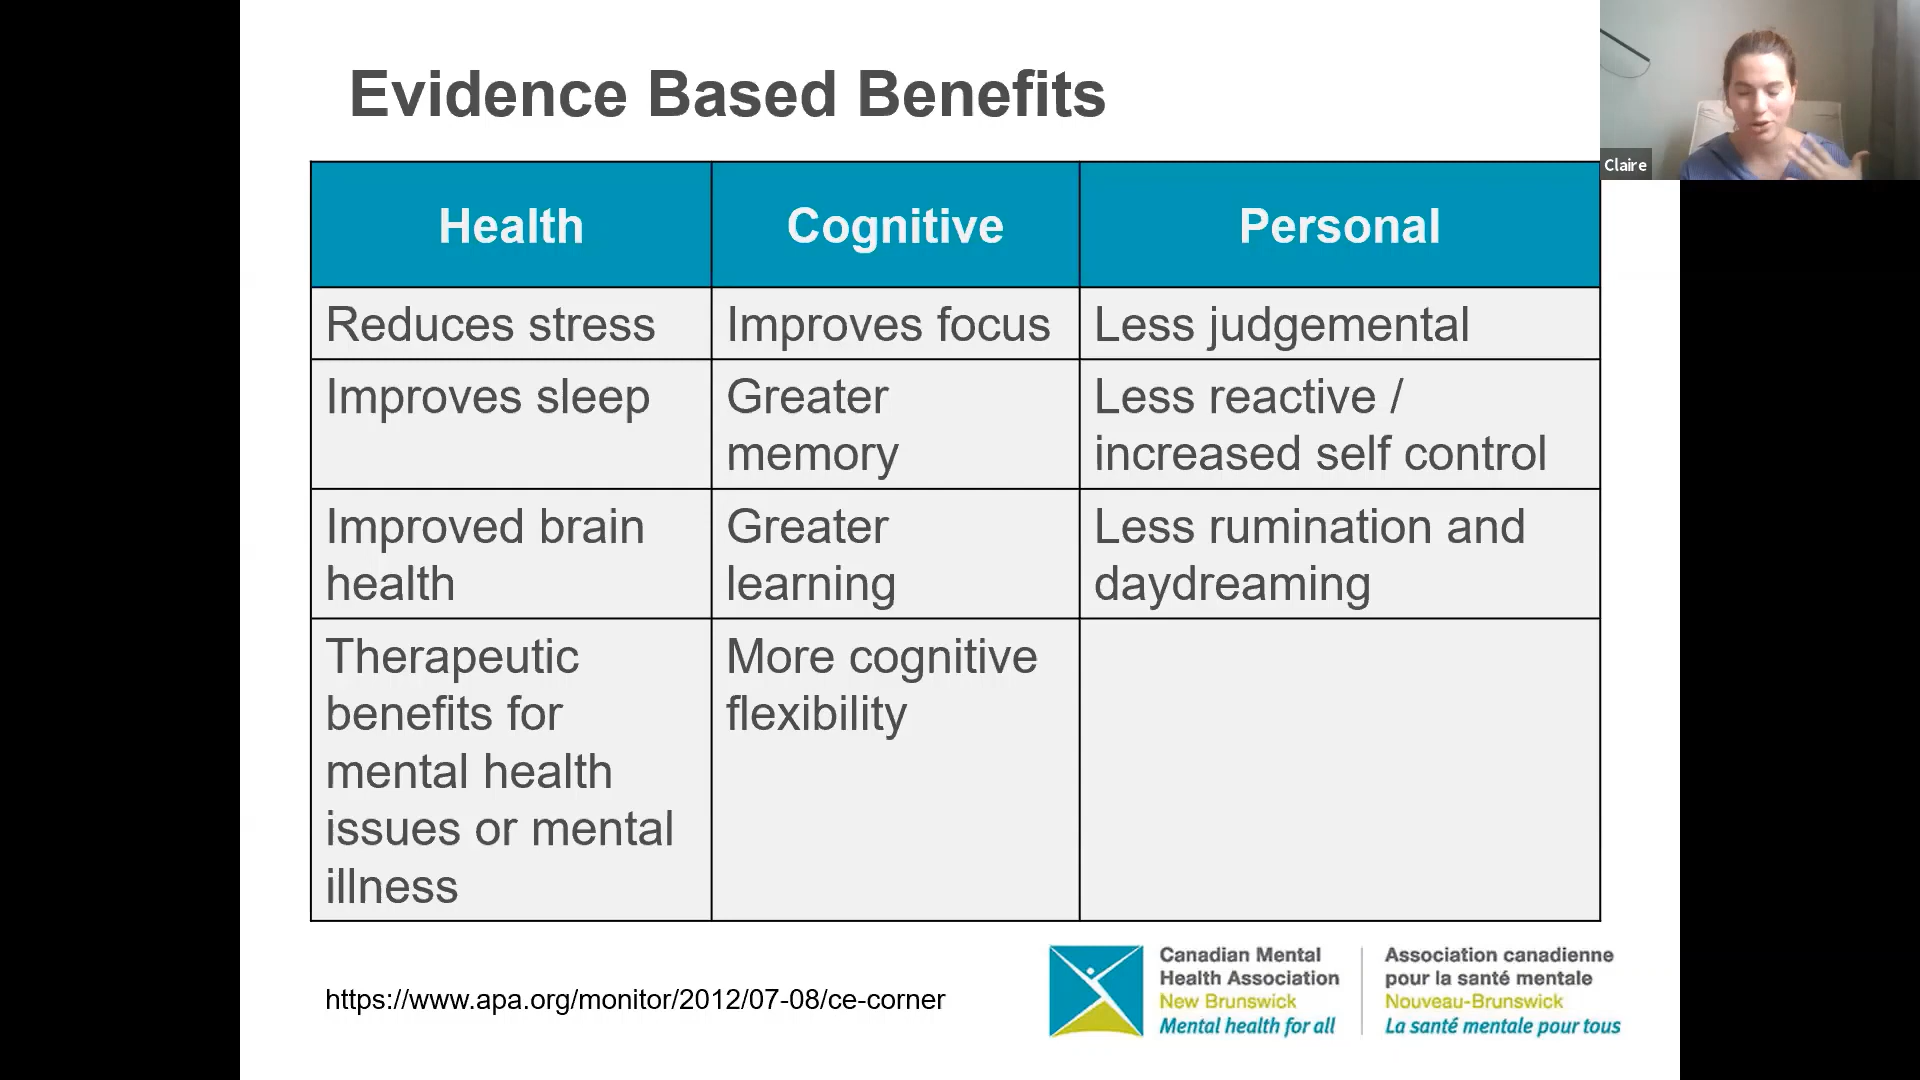 Evidence Based Benefits
Claire
Health
Cognitive
Personal
Reduces stress
Improves focus
Less judgemental
Improves sleep
Greater
memory
Less reactive /
increased self control
Improved brain
health
Greater
learning
Less rumination and
daydreaming
Therapeutic
benefits for
mental health
issues or mental
illness
More cognitive
flexibility
https://www.apa.org/monitor/2012/07-08/ce-corner
Canadian Mental
Health Association
New Brunswick
Mental health for all
Association canadienne
pour la santé mentale
Nouveau-Brunswick
La santé mentale pour tous